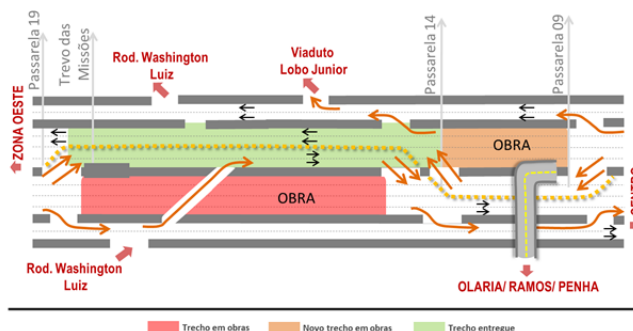 Passarela 19
Trevo das
Missões
Rod. Washington
Luiz
Viaduto
Lobo Junior
Passarela 14
Passarela 09
ZONA OESTE
OBRA
OBRA
CENTRO
Rod. Washington
Luiz
OLARIA/ RAMOS/ PENHA
Trecho em obras
Novo trecho em obras
Trecho entregue